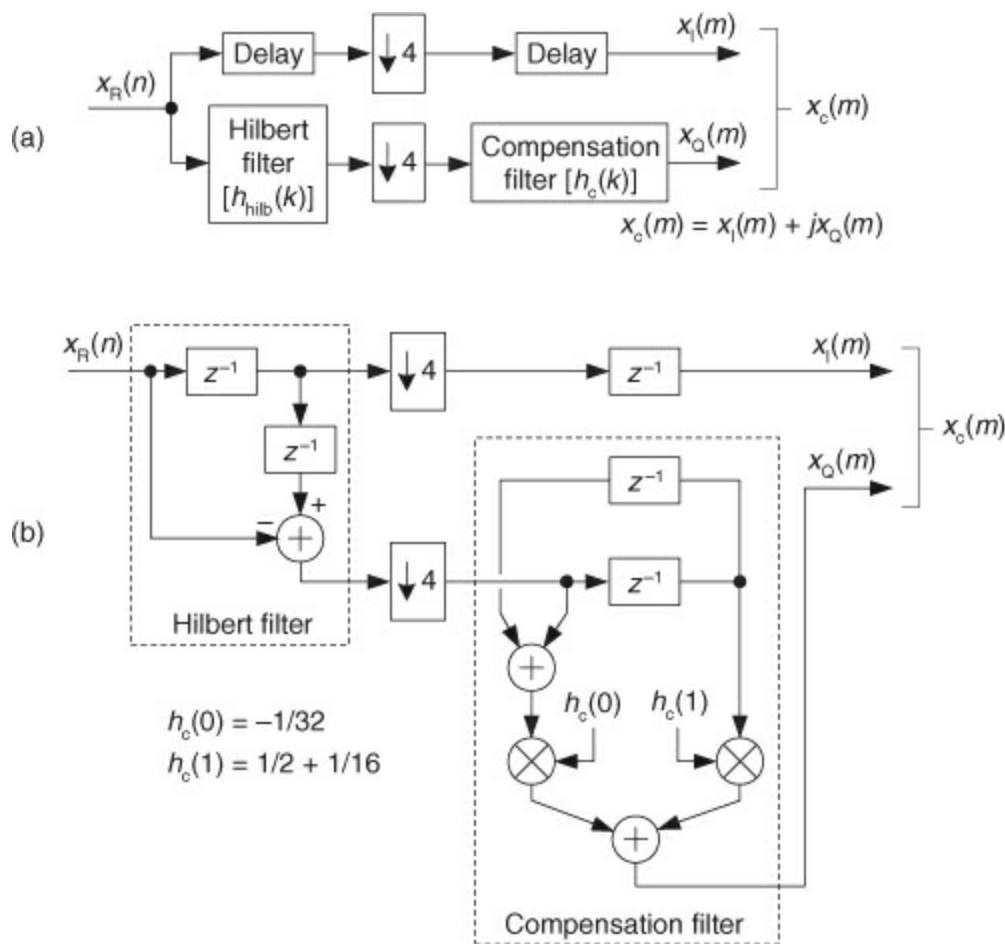 (a)
x_R(n)
Delay
↓ 4
Delay
x_I(m)
x_c(m)
Hilbert
filter
[h_hilb(k)]
↓ 4
Compensation
filter [h_c(k)]
x_Q(m)
x_c(m) = x_I(m) + jx_Q(m)
(b)
x_R(n)
z⁻¹
↓ 4
z⁻¹
x_I(m)
x_c(m)
z⁻¹
z⁻¹
x_Q(m)
−
+
+
↓ 4
z⁻¹
Hilbert filter
+
h_c(0)
h_c(1)
h_c(0) = −1/32
h_c(1) = 1/2 + 1/16
+
Compensation filter